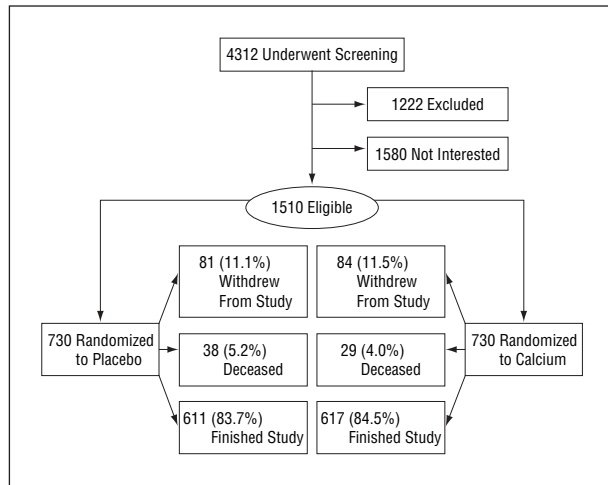 4312 Underwent Screening
1222 Excluded
1580 Not Interested
1510 Eligible
81 (11.1%)
Withdrew
From Study
84 (11.5%)
Withdrew
From Study
730 Randomized
to Placebo
38 (5.2%)
Deceased
29 (4.0%)
Deceased
730 Randomized
to Calcium
611 (83.7%)
Finished Study
617 (84.5%)
Finished Study